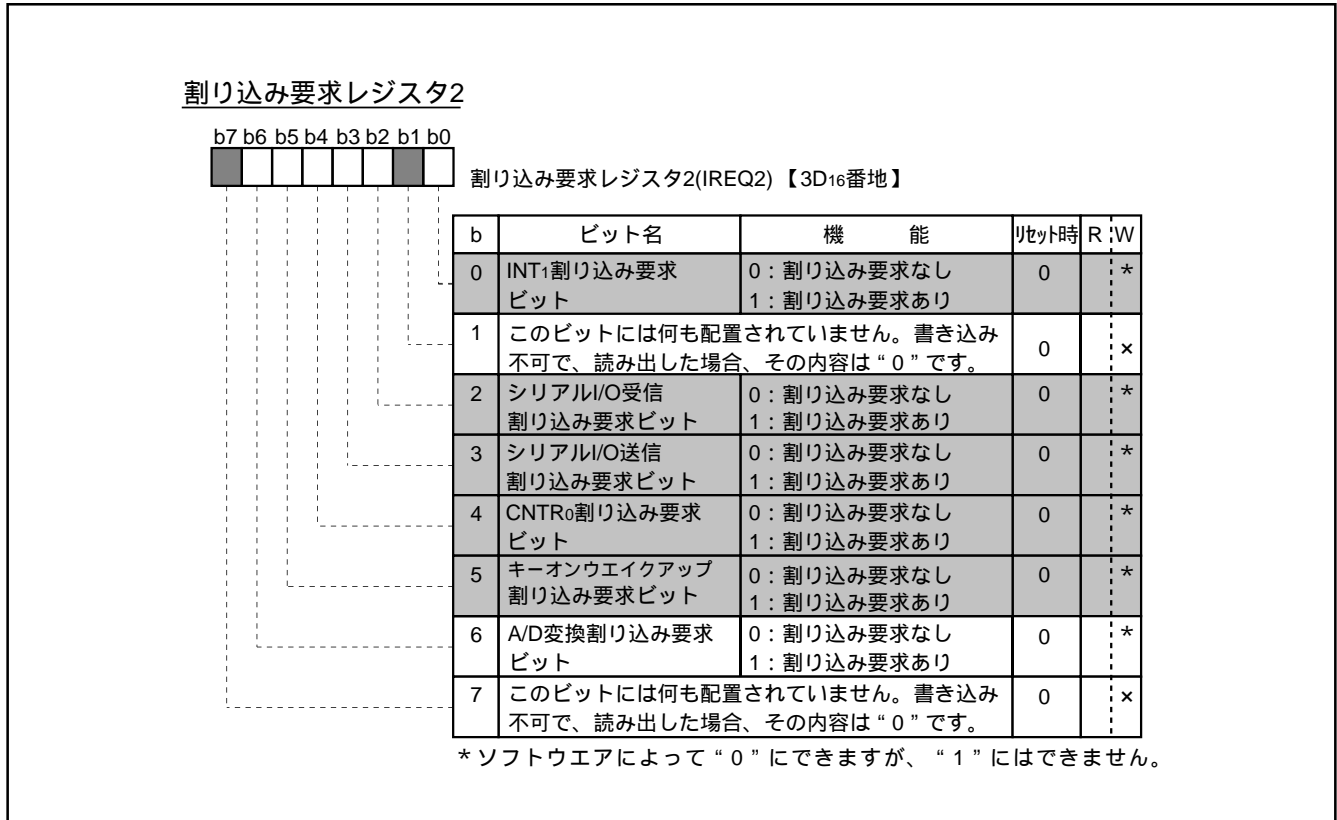 割り込み要求レジスタ2
b7 b6 b5 b4 b3 b2 b1 b0
割り込み要求レジスタ2(IREQ2)【3D16番地】
b ビット名 機 能 リセット時 R W
0 INT1割り込み要求 0：割り込み要求なし 0 *
ビット 1：割り込み要求あり
1 このビットには何も配置されていません。書き込み 0 ×
不可で、読み出した場合、その内容は“0”です。
2 シリアルI/O受信 0：割り込み要求なし 0 *
割り込み要求ビット 1：割り込み要求あり
3 シリアルI/O送信 0：割り込み要求なし 0 *
割り込み要求ビット 1：割り込み要求あり
4 CNTR0割り込み要求 0：割り込み要求なし 0 *
ビット 1：割り込み要求あり
5 キーオンウエイクアップ 0：割り込み要求なし 0 *
割り込み要求ビット 1：割り込み要求あり
6 A/D変換割り込み要求 0：割り込み要求なし 0 *
ビット 1：割り込み要求あり
7 このビットには何も配置されていません。書き込み 0 ×
不可で、読み出した場合、その内容は“0”です。
*ソフトウエアによって“0”にできますが、“1”にはできません。